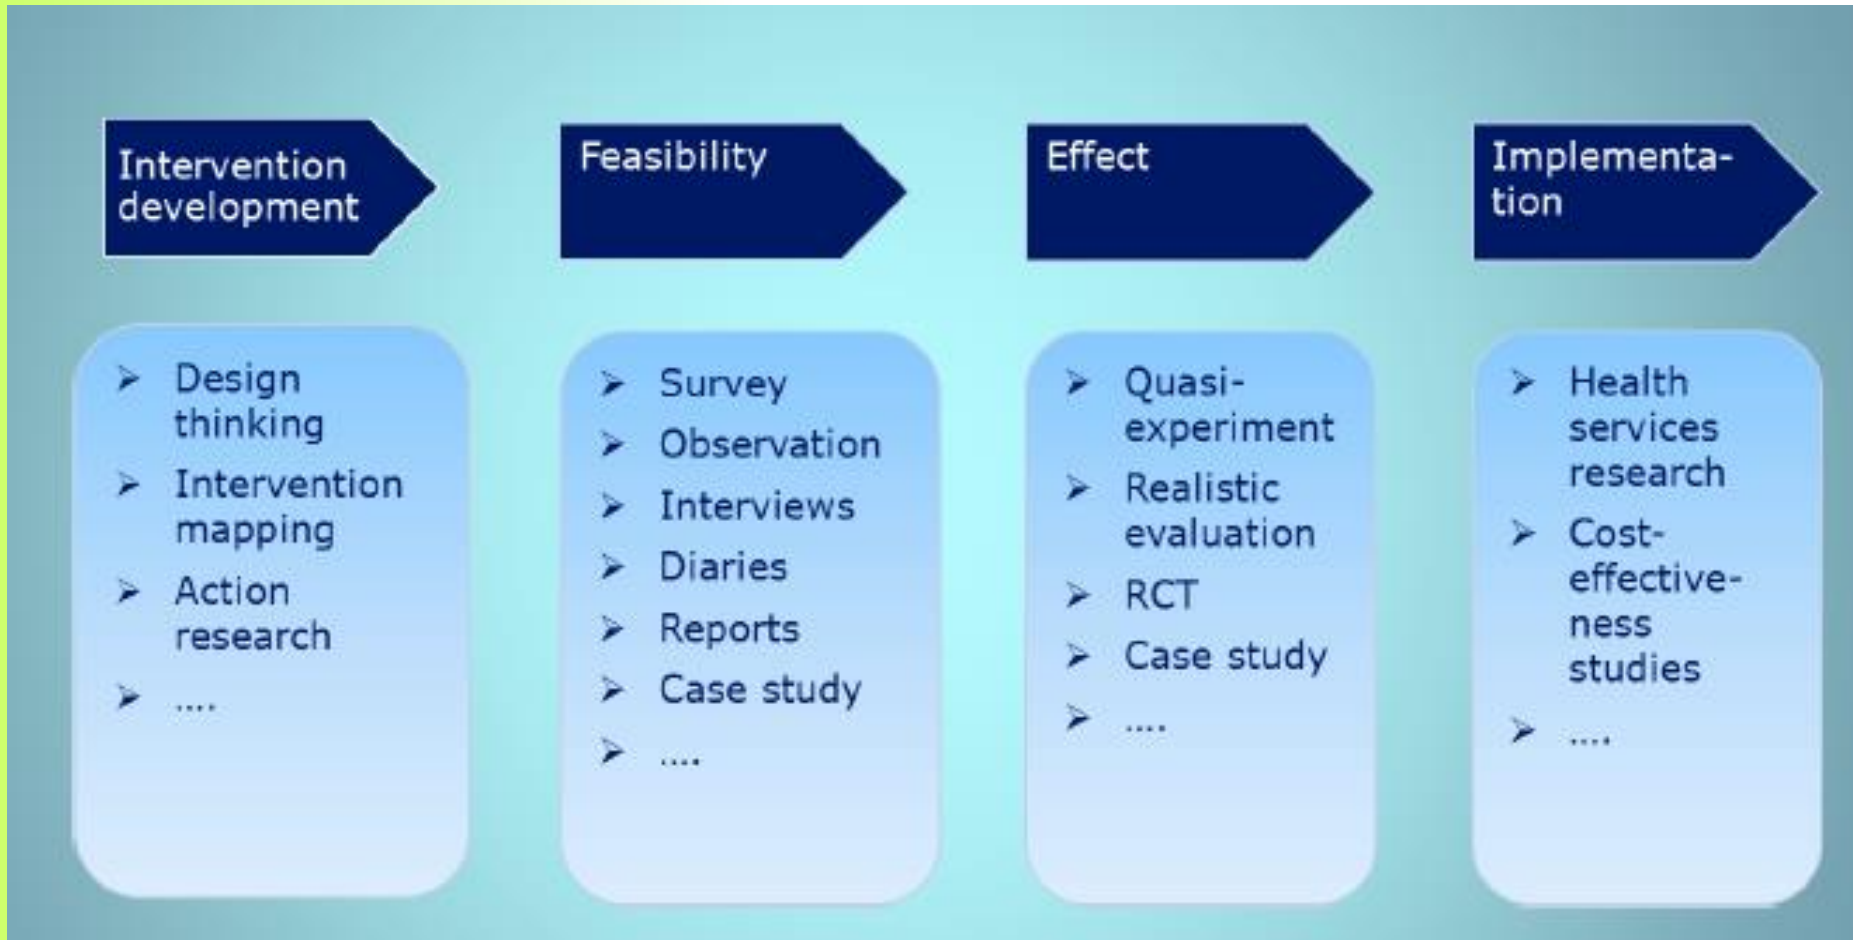 Intervention
development
Design
thinking
Intervention
mapping
Action
research
....
Feasibility
Survey
Observation
Interviews
Diaries
Reports
Case study
....
Effect
Quasi-
experiment
Realistic
evaluation
RCT
Case study
....
Implementa-
tion
Health
services
research
Cost-
effective-
ness
studies
....